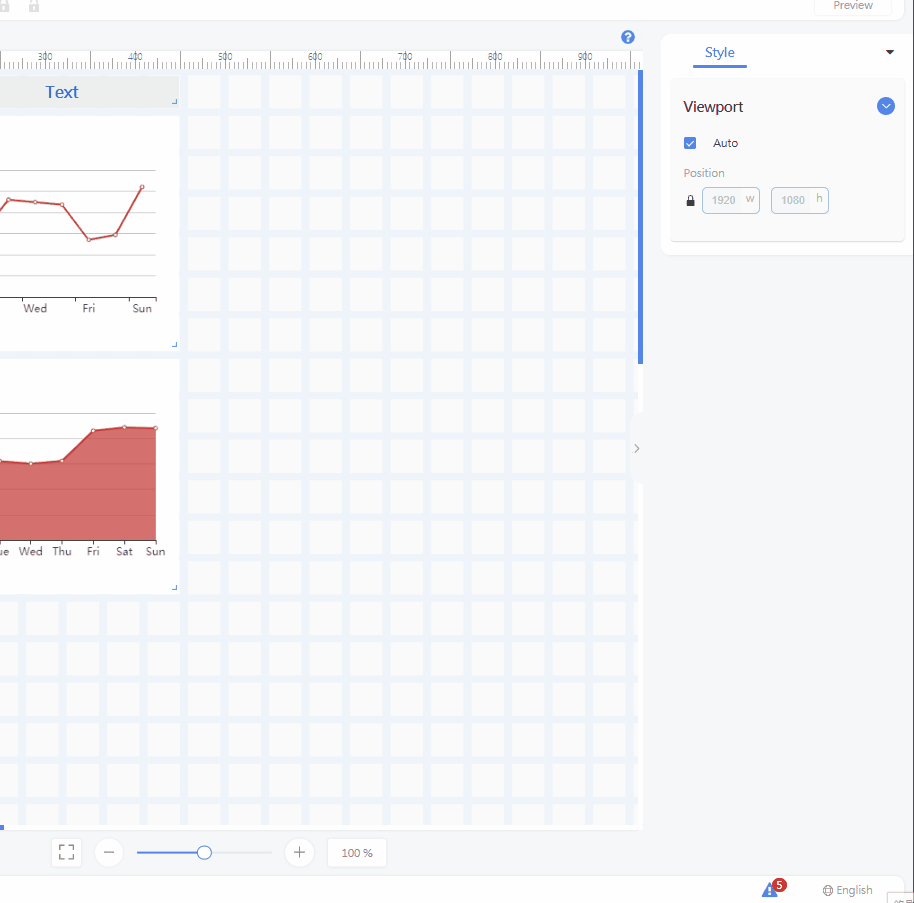 Preview
Style
300 400 500 600 700 800 900
Text
Viewport
Auto
Position
1920 w 1080 h
Wed Fri Sun
Wed Thu Fri Sat Sun
100 %
5
English